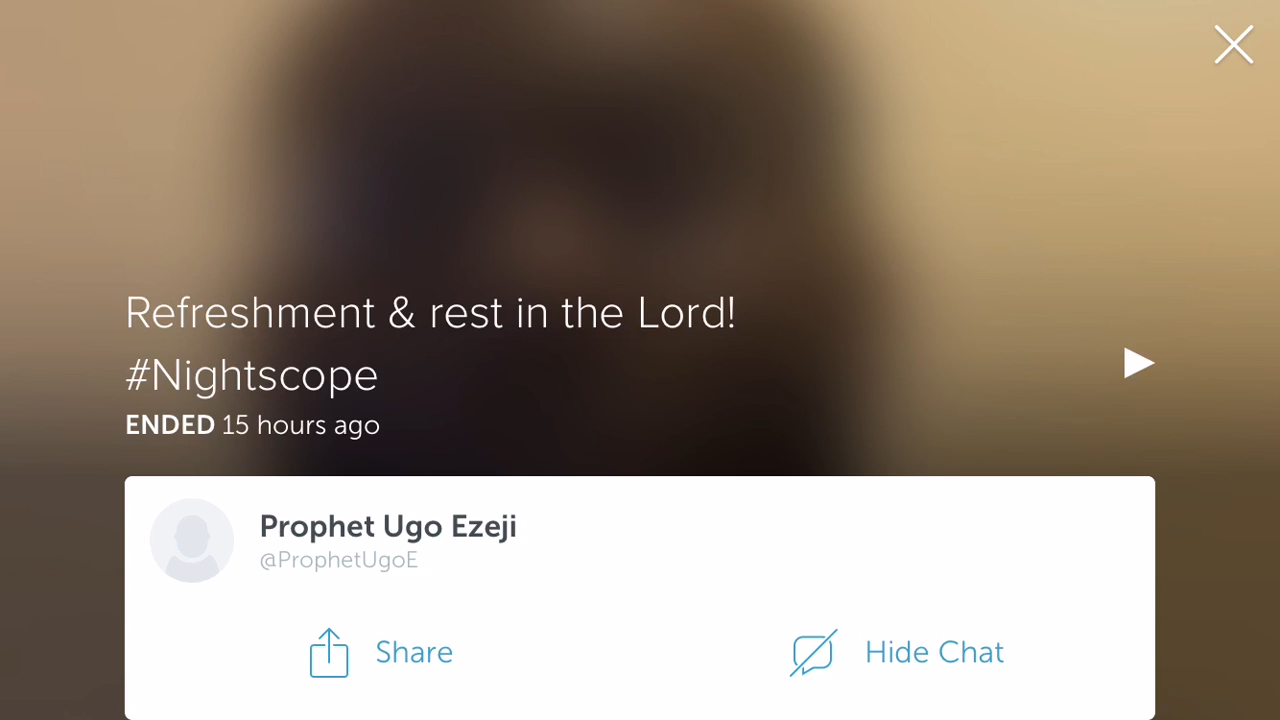 Refreshment & rest in the Lord!
#Nightscope
ENDED 15 hours ago
Prophet Ugo Ezeji
@ProphetUgoE
Share
Hide Chat